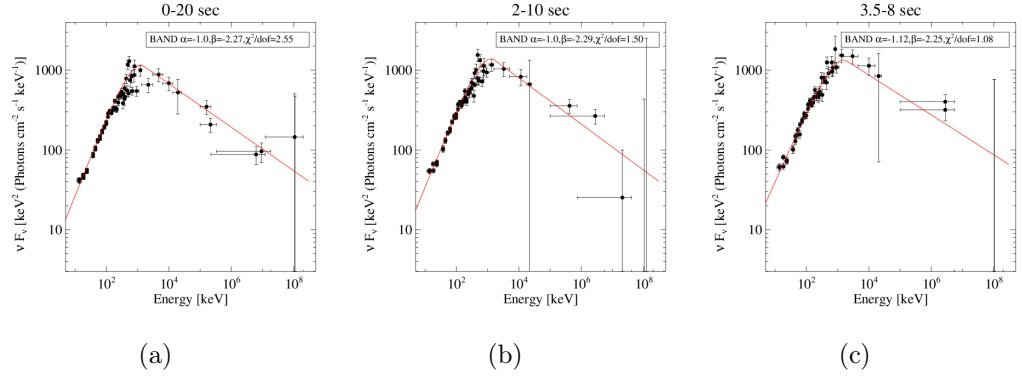 0-20 sec
BAND α=-1.0,β=-2.27,χ²/dof=2.55
ν Fν [keV² (Photons cm⁻² s⁻¹ keV⁻¹)]
1000
100
10
10² 10⁴ 10⁶ 10⁸
Energy [keV]
(a)
2-10 sec
BAND α=-1.0,β=-2.29,χ²/dof=1.50
ν Fν [keV² (Photons cm⁻² s⁻¹ keV⁻¹)]
1000
100
10
10² 10⁴ 10⁶ 10⁸
Energy [keV]
(b)
3.5-8 sec
BAND α=-1.12,β=-2.25,χ²/dof=1.08
ν Fν [keV² (Photons cm⁻² s⁻¹ keV⁻¹)]
1000
100
10
10² 10⁴ 10⁶ 10⁸
Energy [keV]
(c)